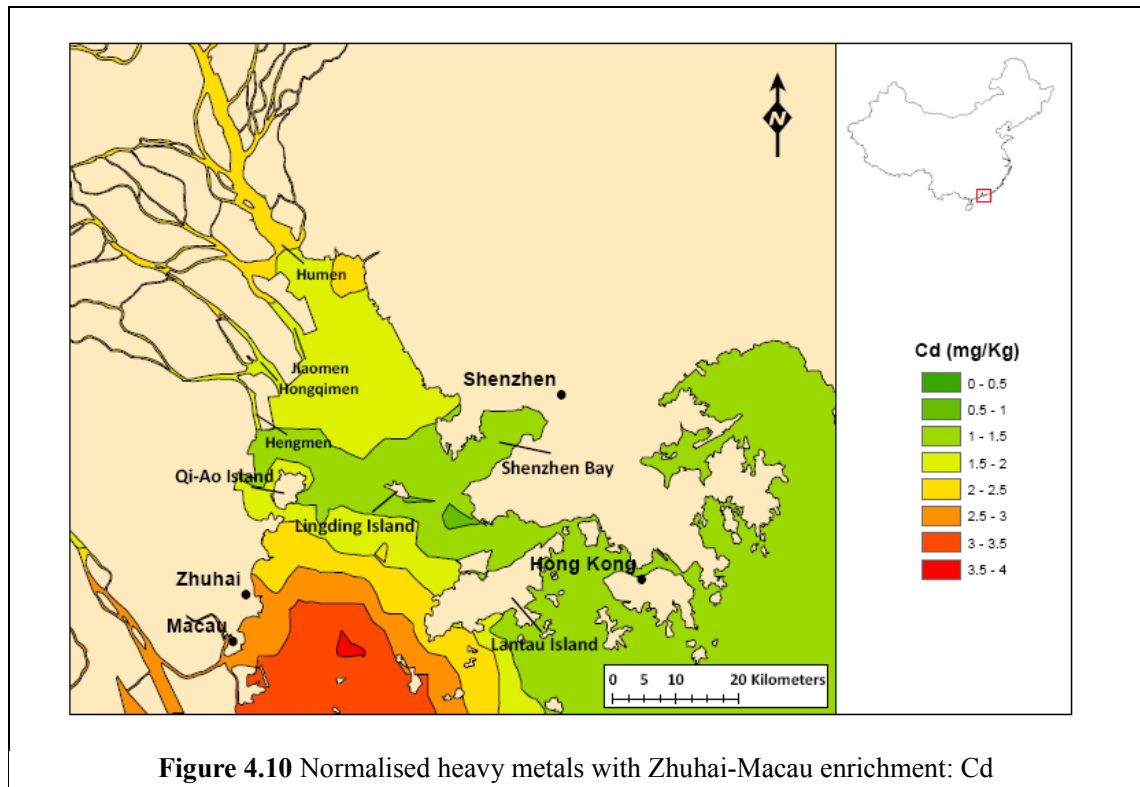 N
Humen
Jiaomen
Hongqimen
Shenzhen
Hengmen
Shenzhen Bay
Qi-Ao Island
Lingding Island
Hong Kong
Zhuhai
Macau
Lantau Island
0 5 10 20 Kilometers
Cd (mg/Kg)
0 - 0.5
0.5 - 1
1 - 1.5
1.5 - 2
2 - 2.5
2.5 - 3
3 - 3.5
3.5 - 4
Figure 4.10 Normalised heavy metals with Zhuhai-Macau enrichment: Cd